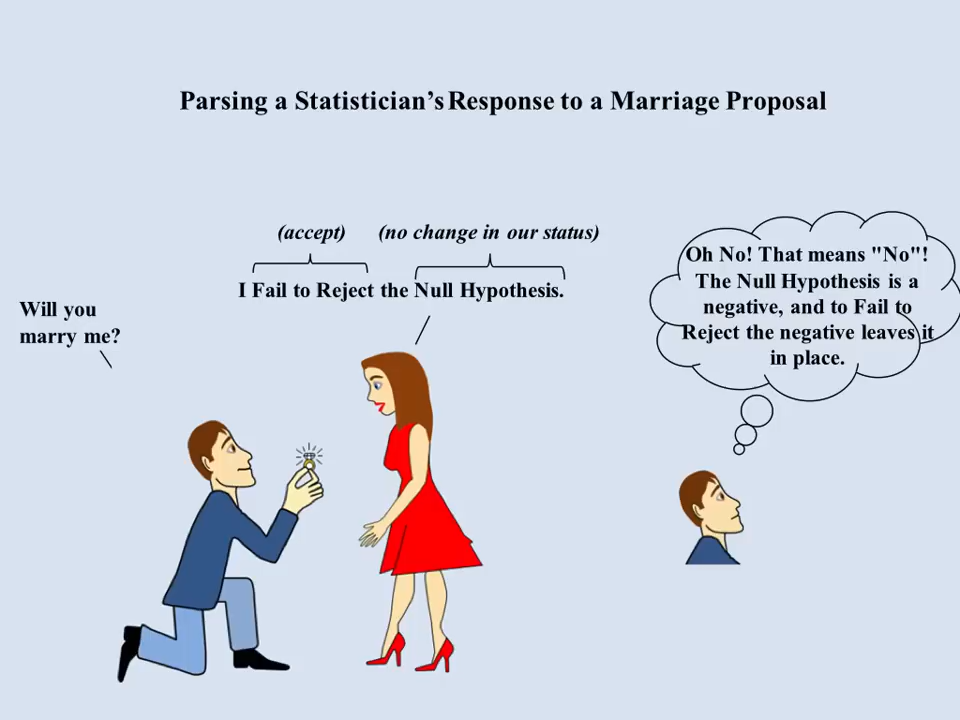 Parsing a Statistician's Response to a Marriage Proposal
(accept) (no change in our status)
I Fail to Reject the Null Hypothesis.
Will you
marry me?
Oh No! That means "No"!
The Null Hypothesis is a
negative, and to Fail to
Reject the negative leaves it
in place.